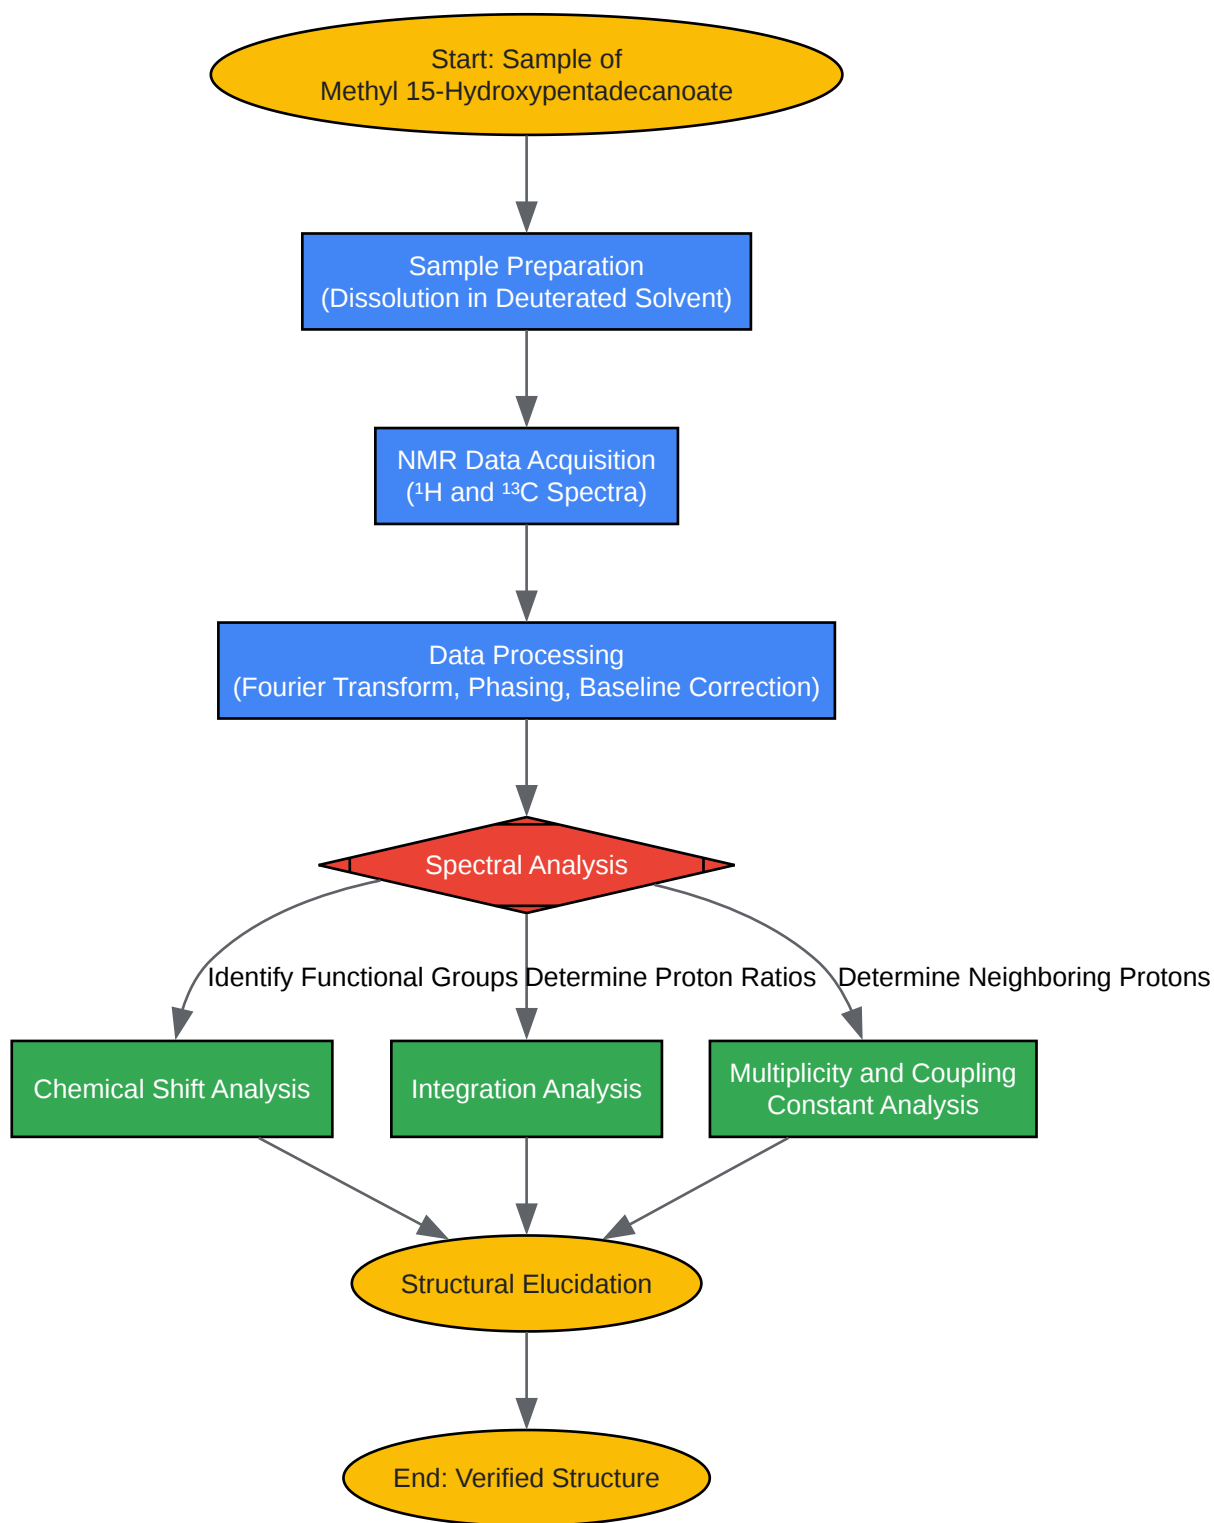 Start: Sample of
Methyl 15-Hydroxypentadecanoate
Sample Preparation
(Dissolution in Deuterated Solvent)
NMR Data Acquisition
(¹H and ¹³C Spectra)
Data Processing
(Fourier Transform, Phasing, Baseline Correction)
Spectral Analysis
Identify Functional Groups
Determine Proton Ratios
Determine Neighboring Protons
Chemical Shift Analysis
Integration Analysis
Multiplicity and Coupling
Constant Analysis
Structural Elucidation
End: Verified Structure